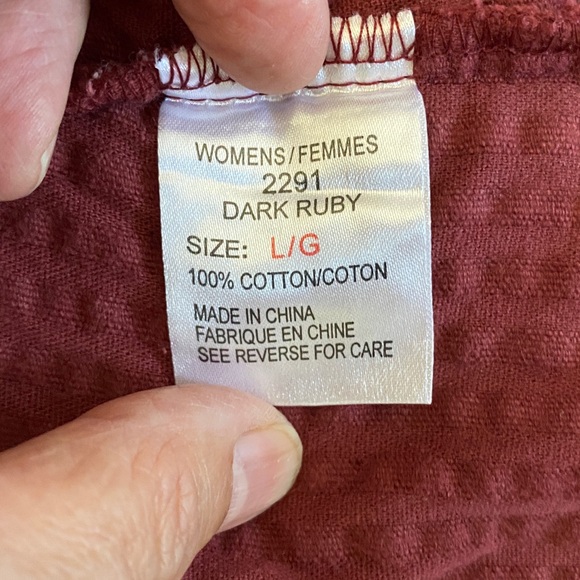 WOMENS/FEMMES
2291
DARK RUBY
SIZE: L/G
100% COTTON/COTON
MADE IN CHINA
FABRIQUE EN CHINE
SEE REVERSE FOR CARE